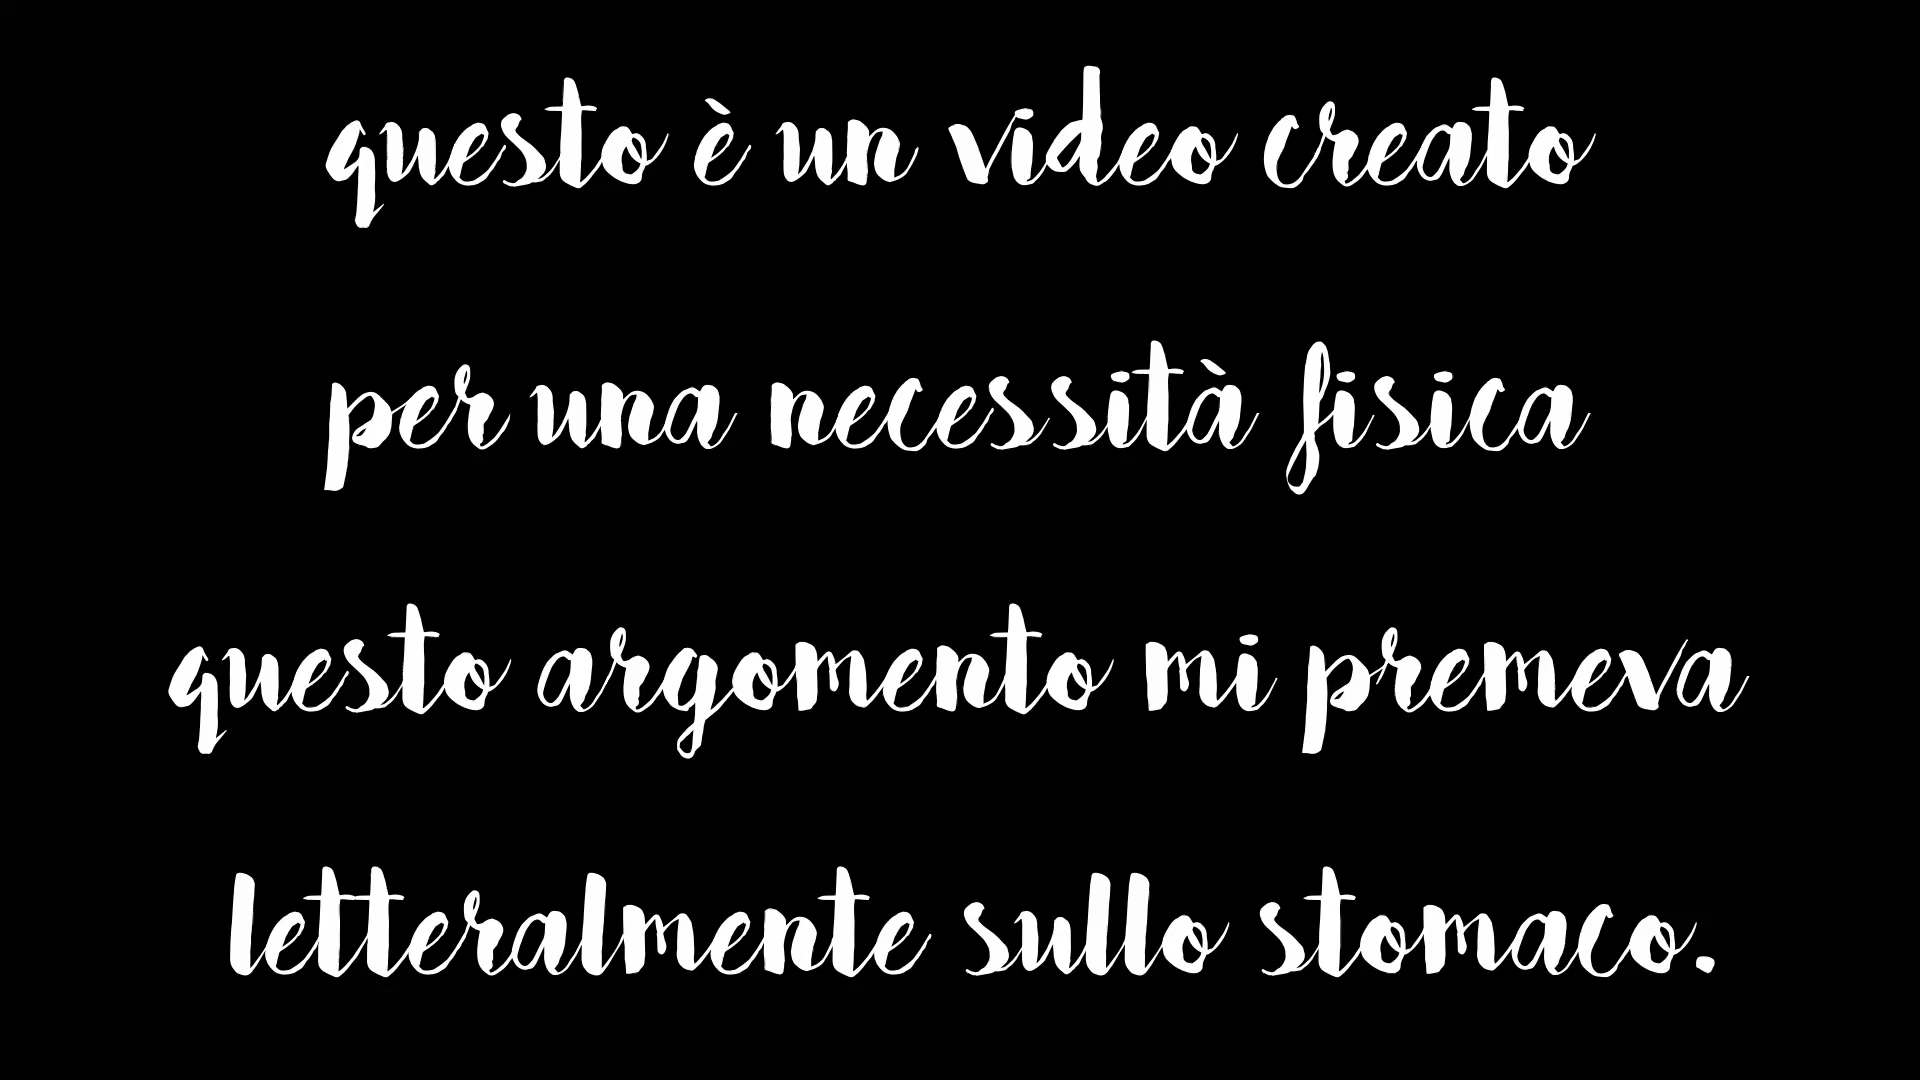 questo è un video creato
per una necessità fisica
questo argomento mi premeva
letteralmente sullo stomaco.